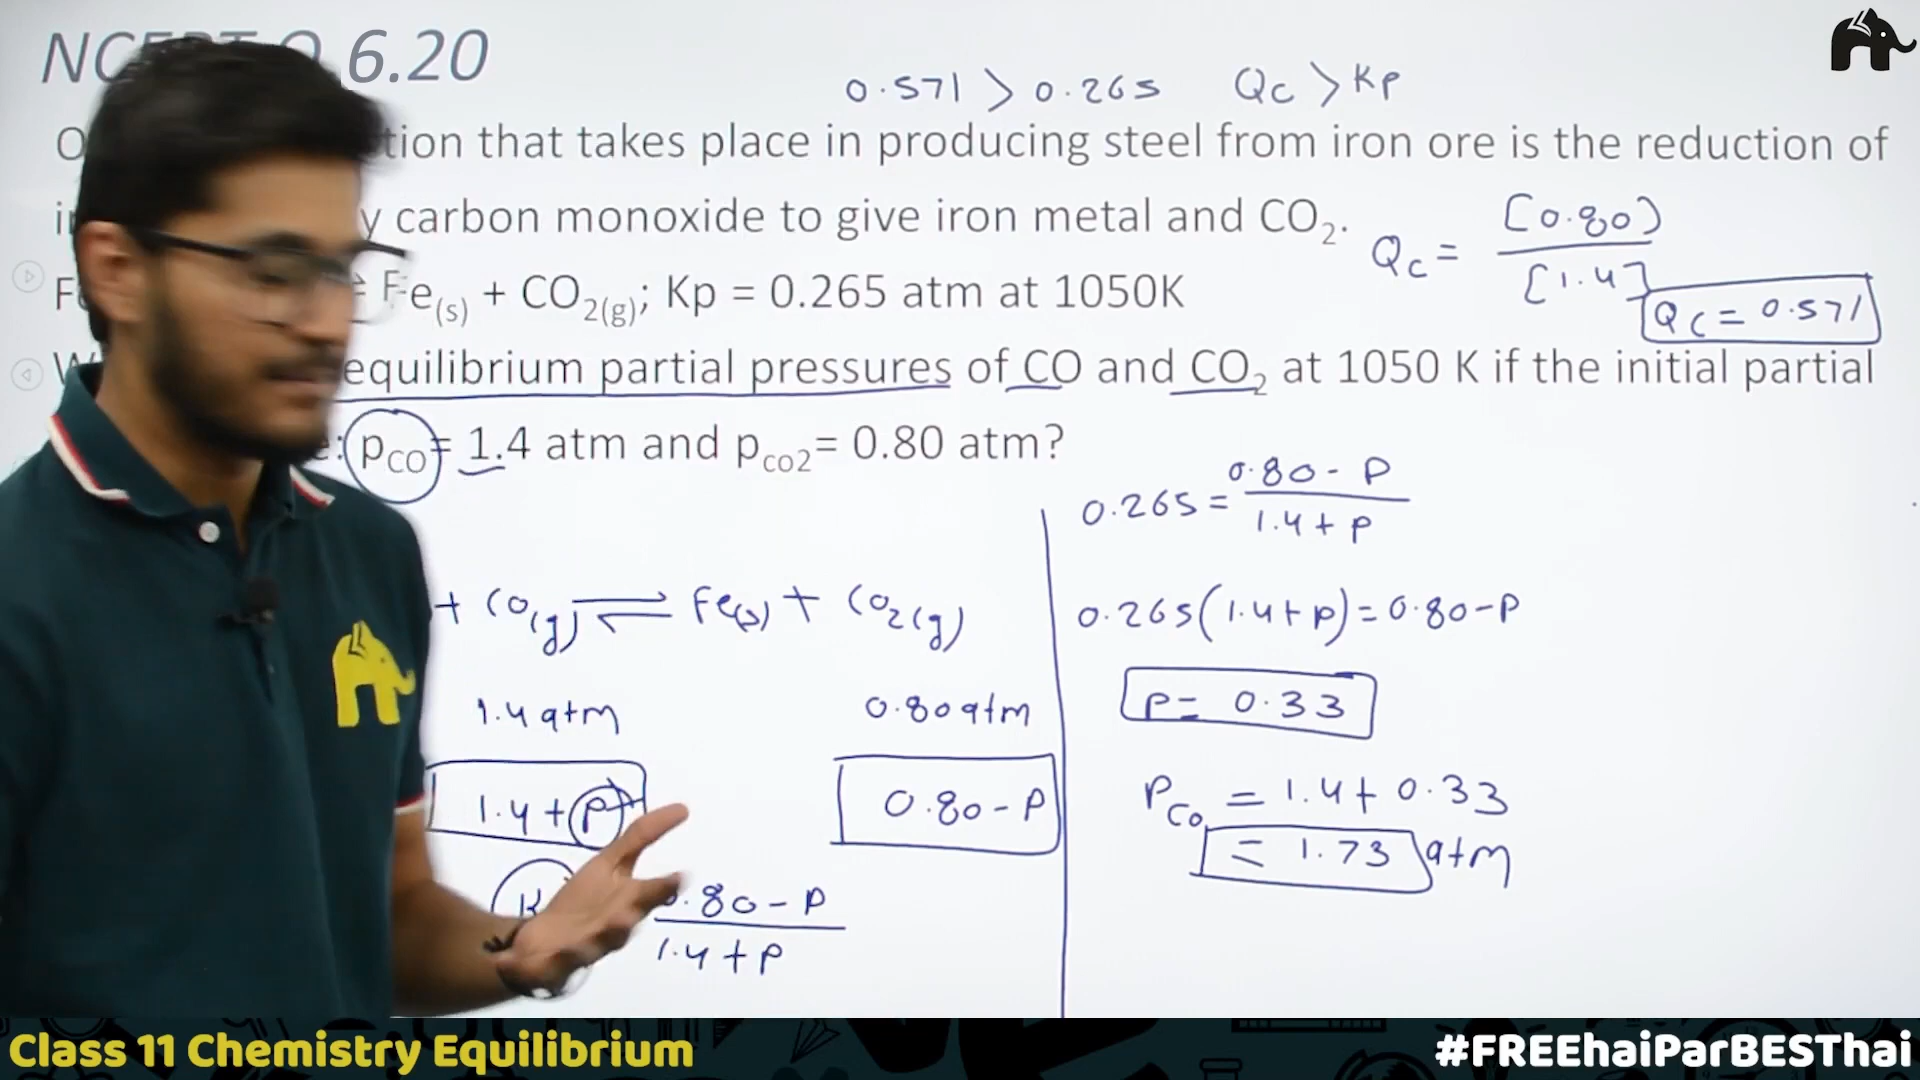 6.20
0.571 > 0.265 Qc > Kp
tion that takes place in producing steel from iron ore is the reduction of
y carbon monoxide to give iron metal and CO₂.
Qc = [0.80] / [1.4]
Qc = 0.571
Fe(s) + CO₂(g); Kp = 0.265 atm at 1050K
equilibrium partial pressures of CO and CO₂ at 1050 K if the initial partial
: pCO = 1.4 atm and pco2 = 0.80 atm?
+ CO(g) ⇌ Fe(s) + CO₂(g)
1.4 atm 0.80 atm
1.4 + p 0.80 - p
0.80 - p / 1.4 + p
0.265 = 0.80 - p / 1.4 + p
0.265(1.4 + p) = 0.80 - p
p = 0.33
PCO = 1.4 + 0.33
= 1.73 atm
Class 11 Chemistry Equilibrium
#FREEhaiParBESThai